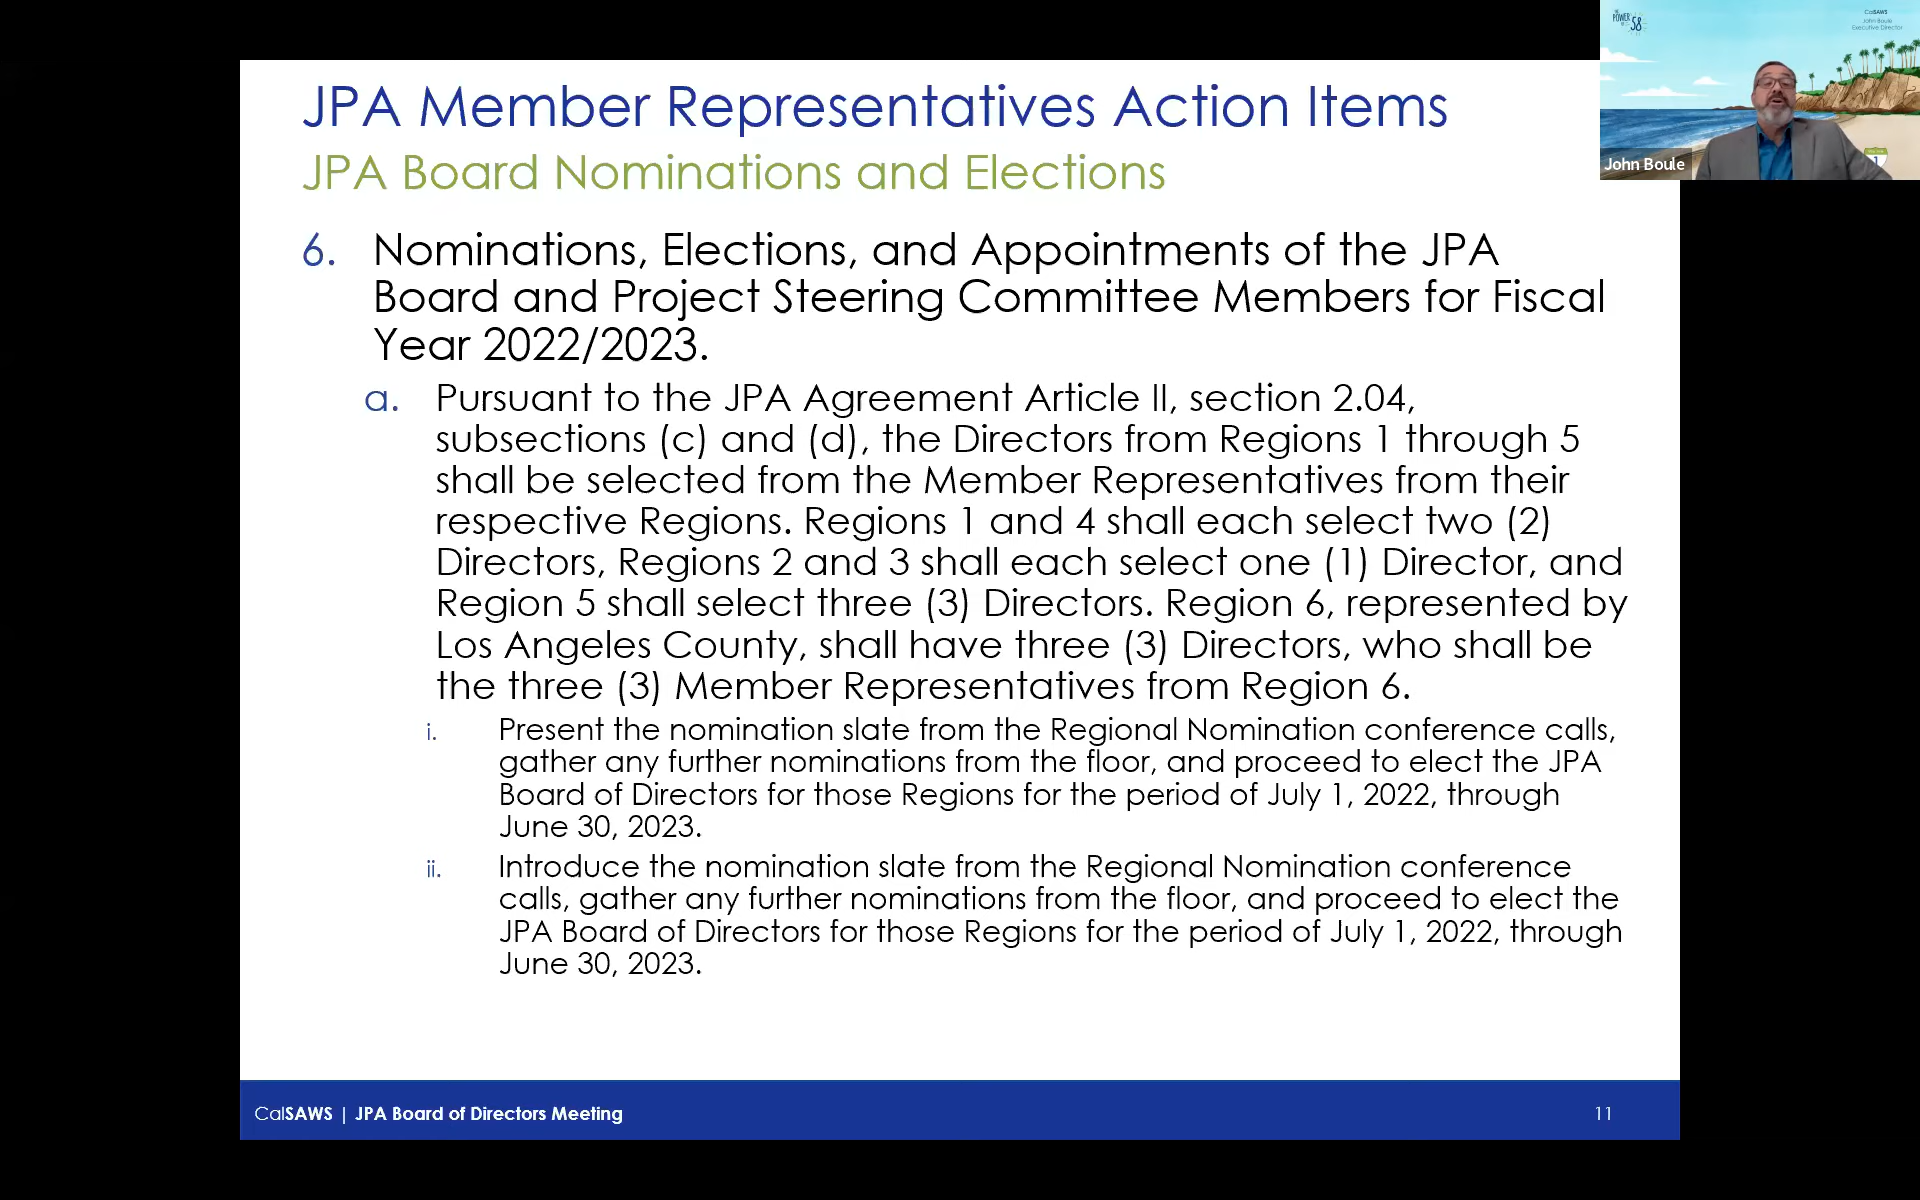 THE
POWER
OF
58
CalSAWS
John Boule
Executive Director
John Boule
1
JPA Member Representatives Action Items
JPA Board Nominations and Elections
6. Nominations, Elections, and Appointments of the JPA
Board and Project Steering Committee Members for Fiscal
Year 2022/2023.
a. Pursuant to the JPA Agreement Article II, section 2.04,
subsections (c) and (d), the Directors from Regions 1 through 5
shall be selected from the Member Representatives from their
respective Regions. Regions 1 and 4 shall each select two (2)
Directors, Regions 2 and 3 shall each select one (1) Director, and
Region 5 shall select three (3) Directors. Region 6, represented by
Los Angeles County, shall have three (3) Directors, who shall be
the three (3) Member Representatives from Region 6.
i. Present the nomination slate from the Regional Nomination conference calls,
gather any further nominations from the floor, and proceed to elect the JPA
Board of Directors for those Regions for the period of July 1, 2022, through
June 30, 2023.
ii. Introduce the nomination slate from the Regional Nomination conference
calls, gather any further nominations from the floor, and proceed to elect the
JPA Board of Directors for those Regions for the period of July 1, 2022, through
June 30, 2023.
CalSAWS | JPA Board of Directors Meeting
11